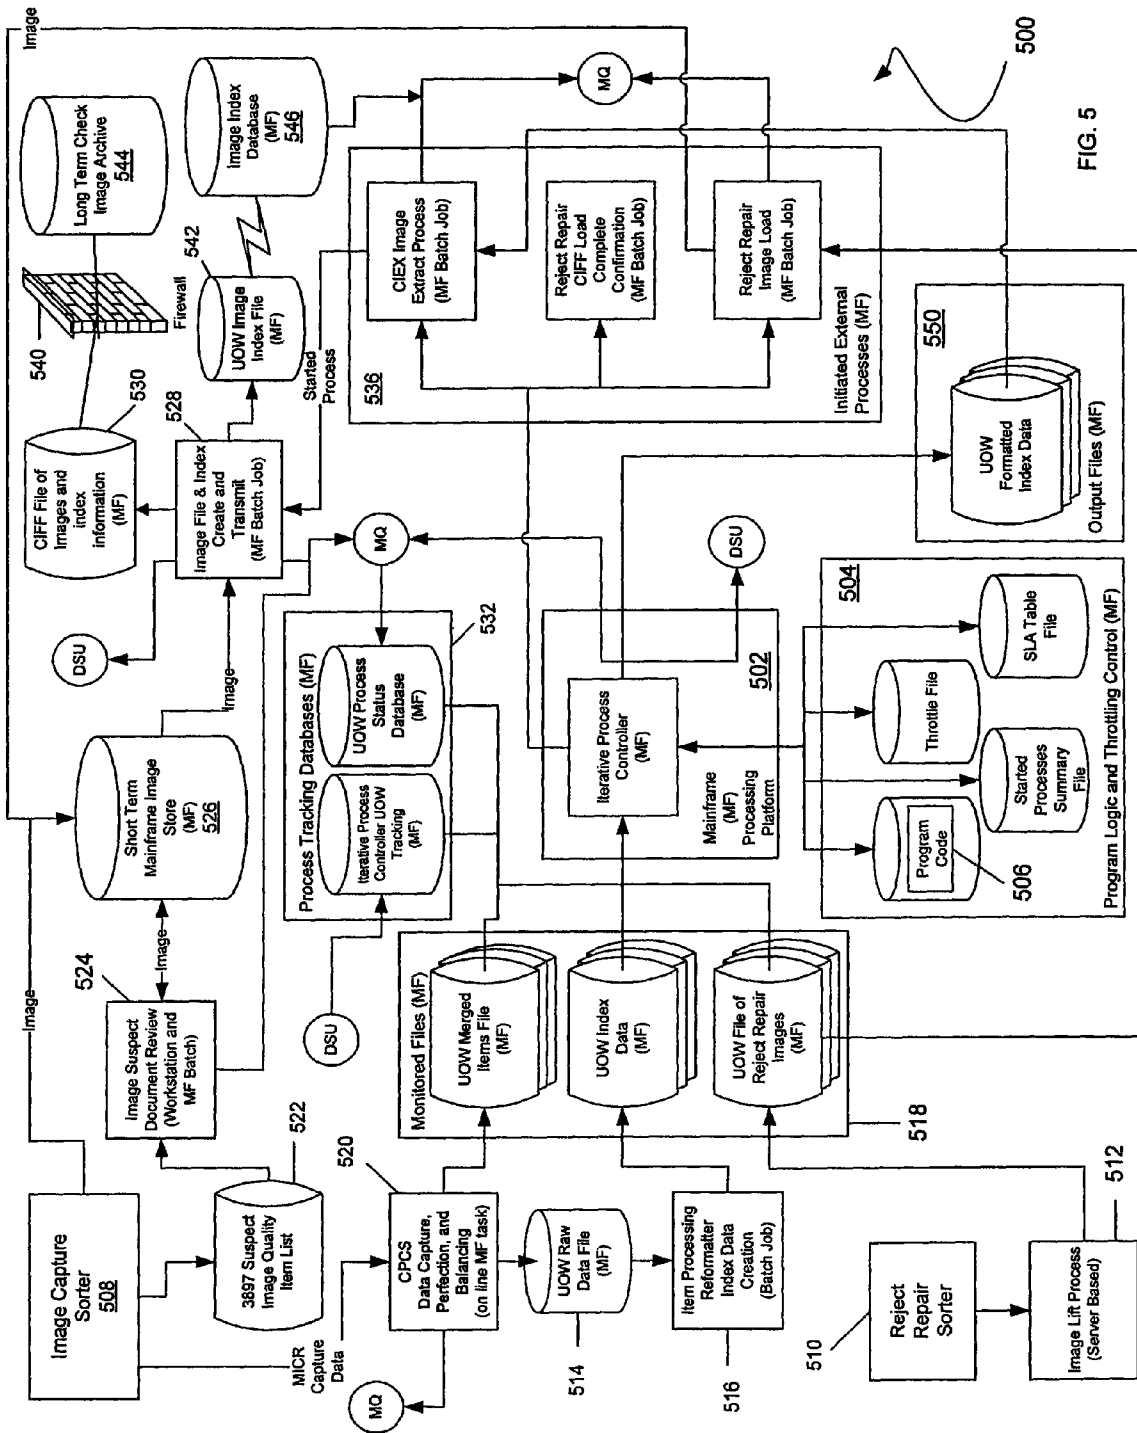 Image Capture
Sorter
508
Image
3897 Suspect
Image Quality
Item List
522
MICR
Capture
Data
524
Image Suspect
Document Review
(Workstation and
MF Batch)
Image
Short Term
Mainframe Image
Store
(MF)
526
Image
DSU
CIFF File of
Images and
index
information
(MF)
530
540
Firewall
Long Term Check
Image Archive
544
Image
528
Image File & Index
Create and
Transmit
(MF Batch Job)
542
UOW Image
Index File
(MF)
Image Index
Database
(MF)
546
Started
Process
MQ
MQ
520
CPCS
Data Capture,
Perfection, and
Balancing
(on line MF task)
MQ
UOW Raw
Data File
(MF)
514
Item Processing
Reformatter
Index Data
Creation
(Batch Job)
516
510
Reject
Repair
Sorter
Image Lift Process
(Server Based)
512
DSU
Process Tracking Databases (MF)
Iterative Process
Controller UOW
Tracking
(MF)
UOW Process
Status
Database
(MF)
532
Monitored Files (MF)
UOW Merged
Items File
(MF)
UOW Index
Data
(MF)
UOW File of
Reject Repair
Images
(MF)
518
Iterative Process
Controller
(MF)
Mainframe
(MF)
Processing
Platform
502
DSU
536
CIEX Image
Extract Process
(MF Batch Job)
Reject Repair
CIFF Load
Complete
Confirmation
(MF Batch Job)
Reject Repair
Image Load
(MF Batch Job)
Initiated External
Processes (MF)
504
Throttle File
SLA Table
File
Program
Code
506
Started
Processes
Summary
File
Program Logic and Throttling Control (MF)
550
UOW
Formatted
Index Data
Output Files (MF)
500
FIG. 5